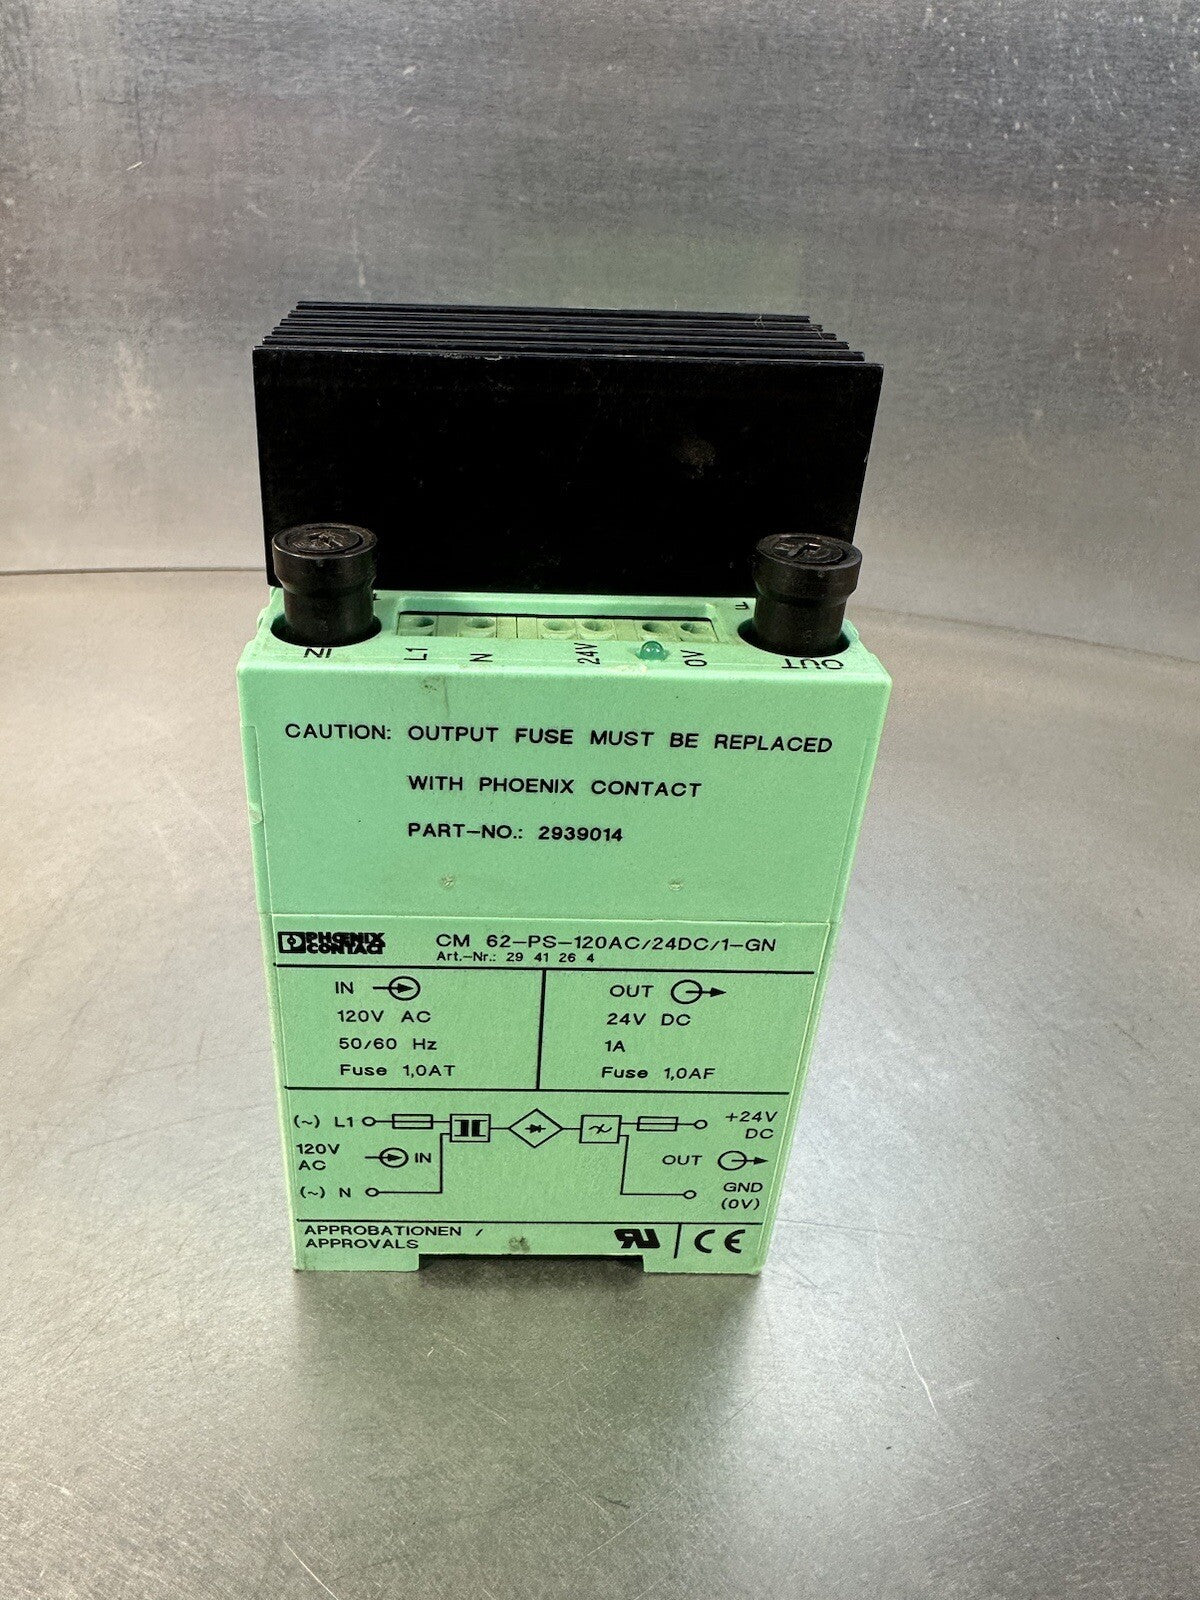 IN L1 N 24V 0V OUT
CAUTION: OUTPUT FUSE MUST BE REPLACED
WITH PHOENIX CONTACT
PART-NO.: 2939014
PHOENIX
CONTACT
CM 62-PS-120AC/24DC/1-GN
Art.-Nr.: 29 41 26 4
IN
120V AC
50/60 Hz
Fuse 1,0AT
OUT
24V DC
1A
Fuse 1,0AF
(~) L1
+24V
DC
120V
AC
IN
OUT
(~) N
GND
(0V)
APPROBATIONEN /
APPROVALS
RU
CE